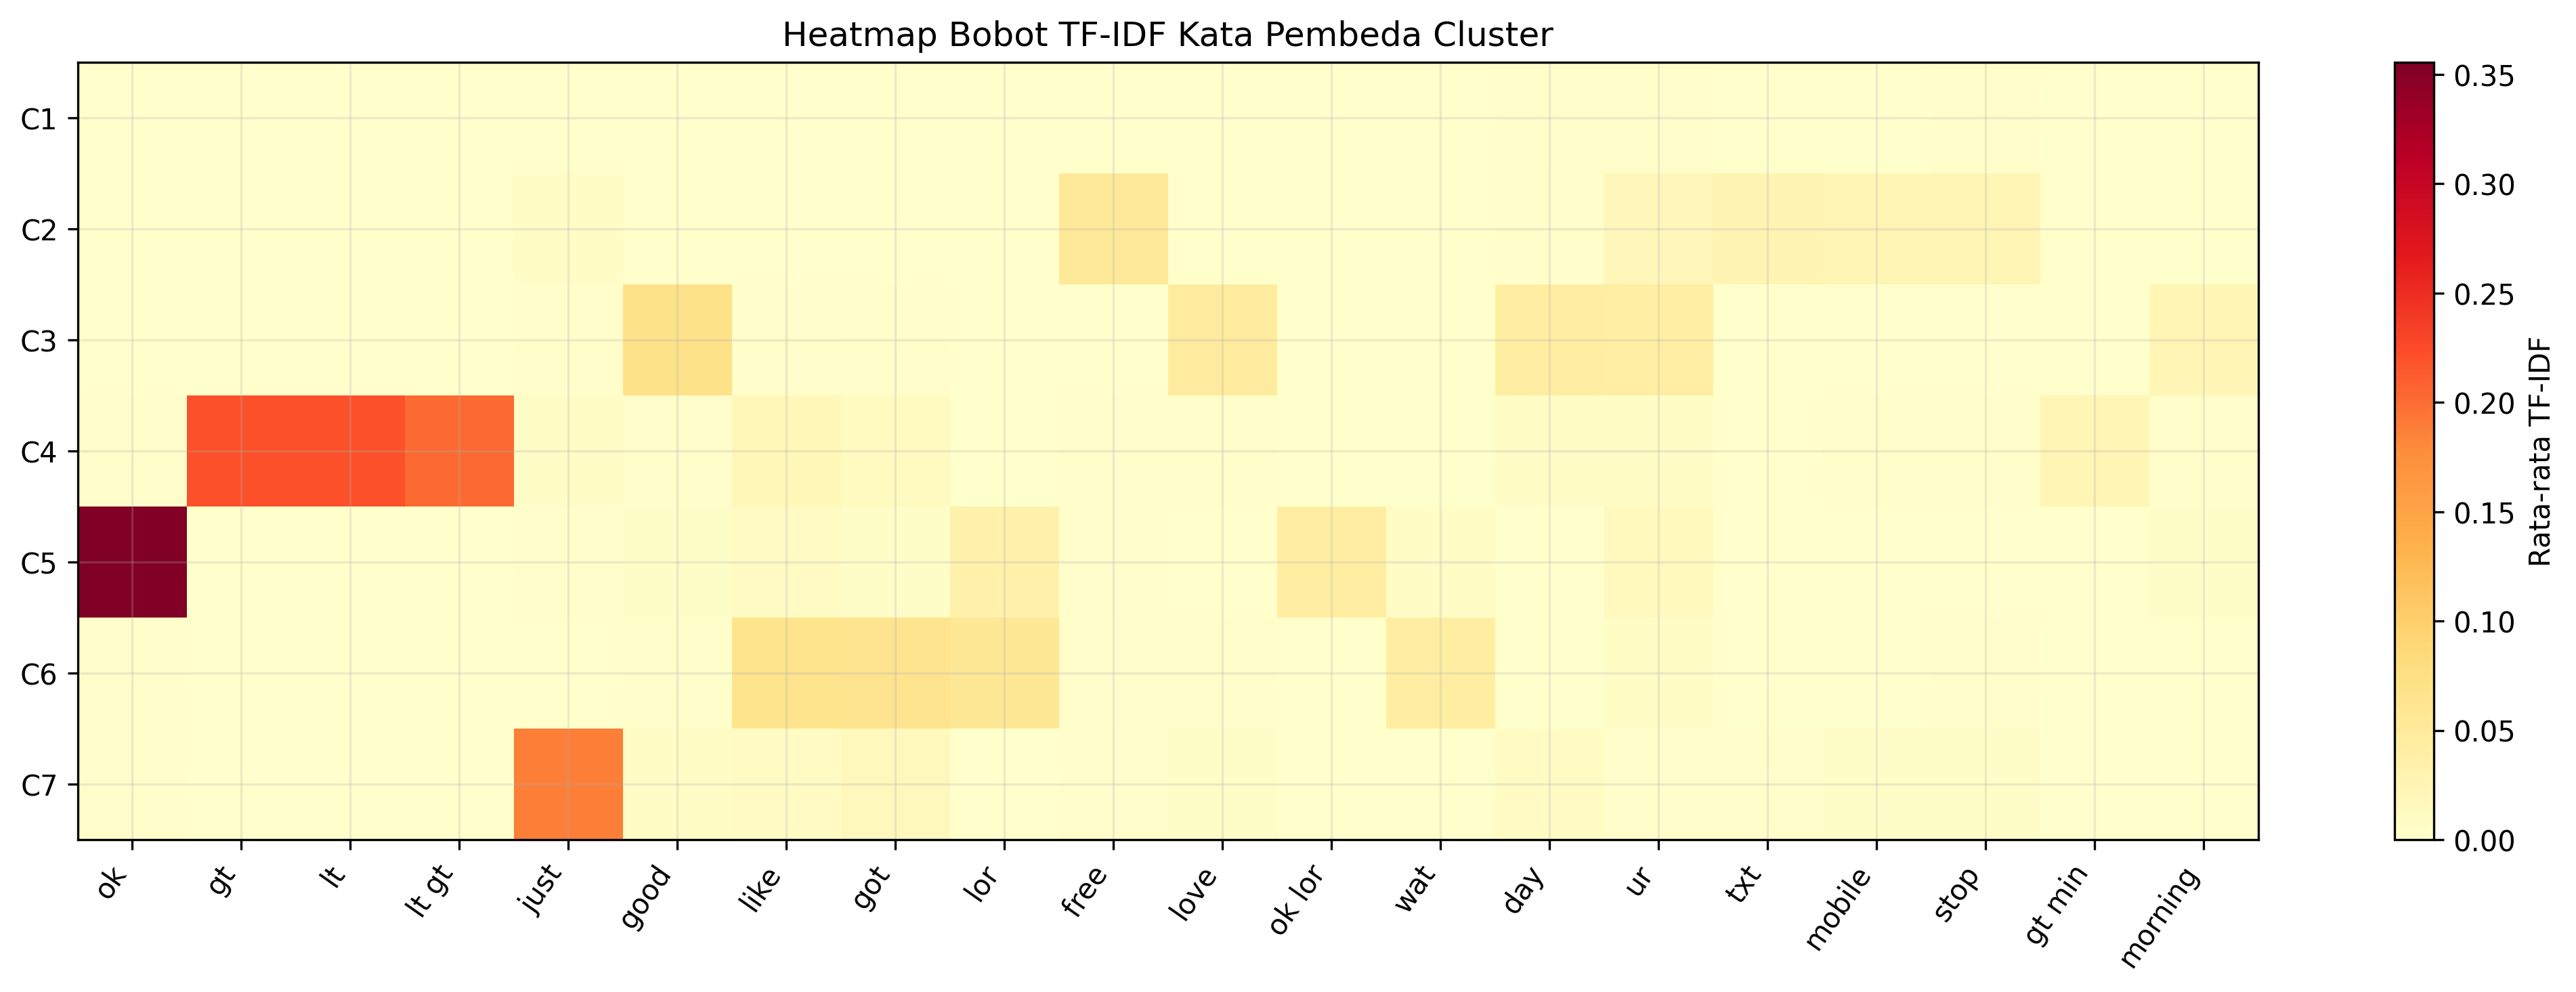 Heatmap Bobot TF-IDF Kata Pembeda Cluster
C1
C2
C3
C4
C5
C6
C7
ok
gt
lt
lt gt
just
good
like
got
lor
free
love
ok lor
wat
day
ur
txt
mobile
stop
gt min
morning
0.35
0.30
0.25
0.20
0.15
0.10
0.05
0.00
Rata-rata TF-IDF